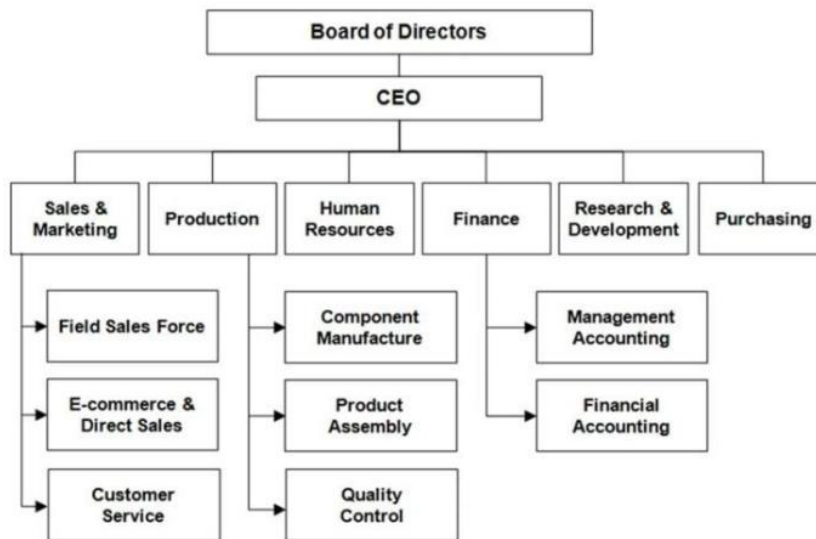 Board of Directors
CEO
Sales &
Marketing
Production
Human
Resources
Finance
Research &
Development
Purchasing
Field Sales Force
Component
Manufacture
Management
Accounting
E-commerce &
Direct Sales
Product
Assembly
Financial
Accounting
Customer
Service
Quality
Control